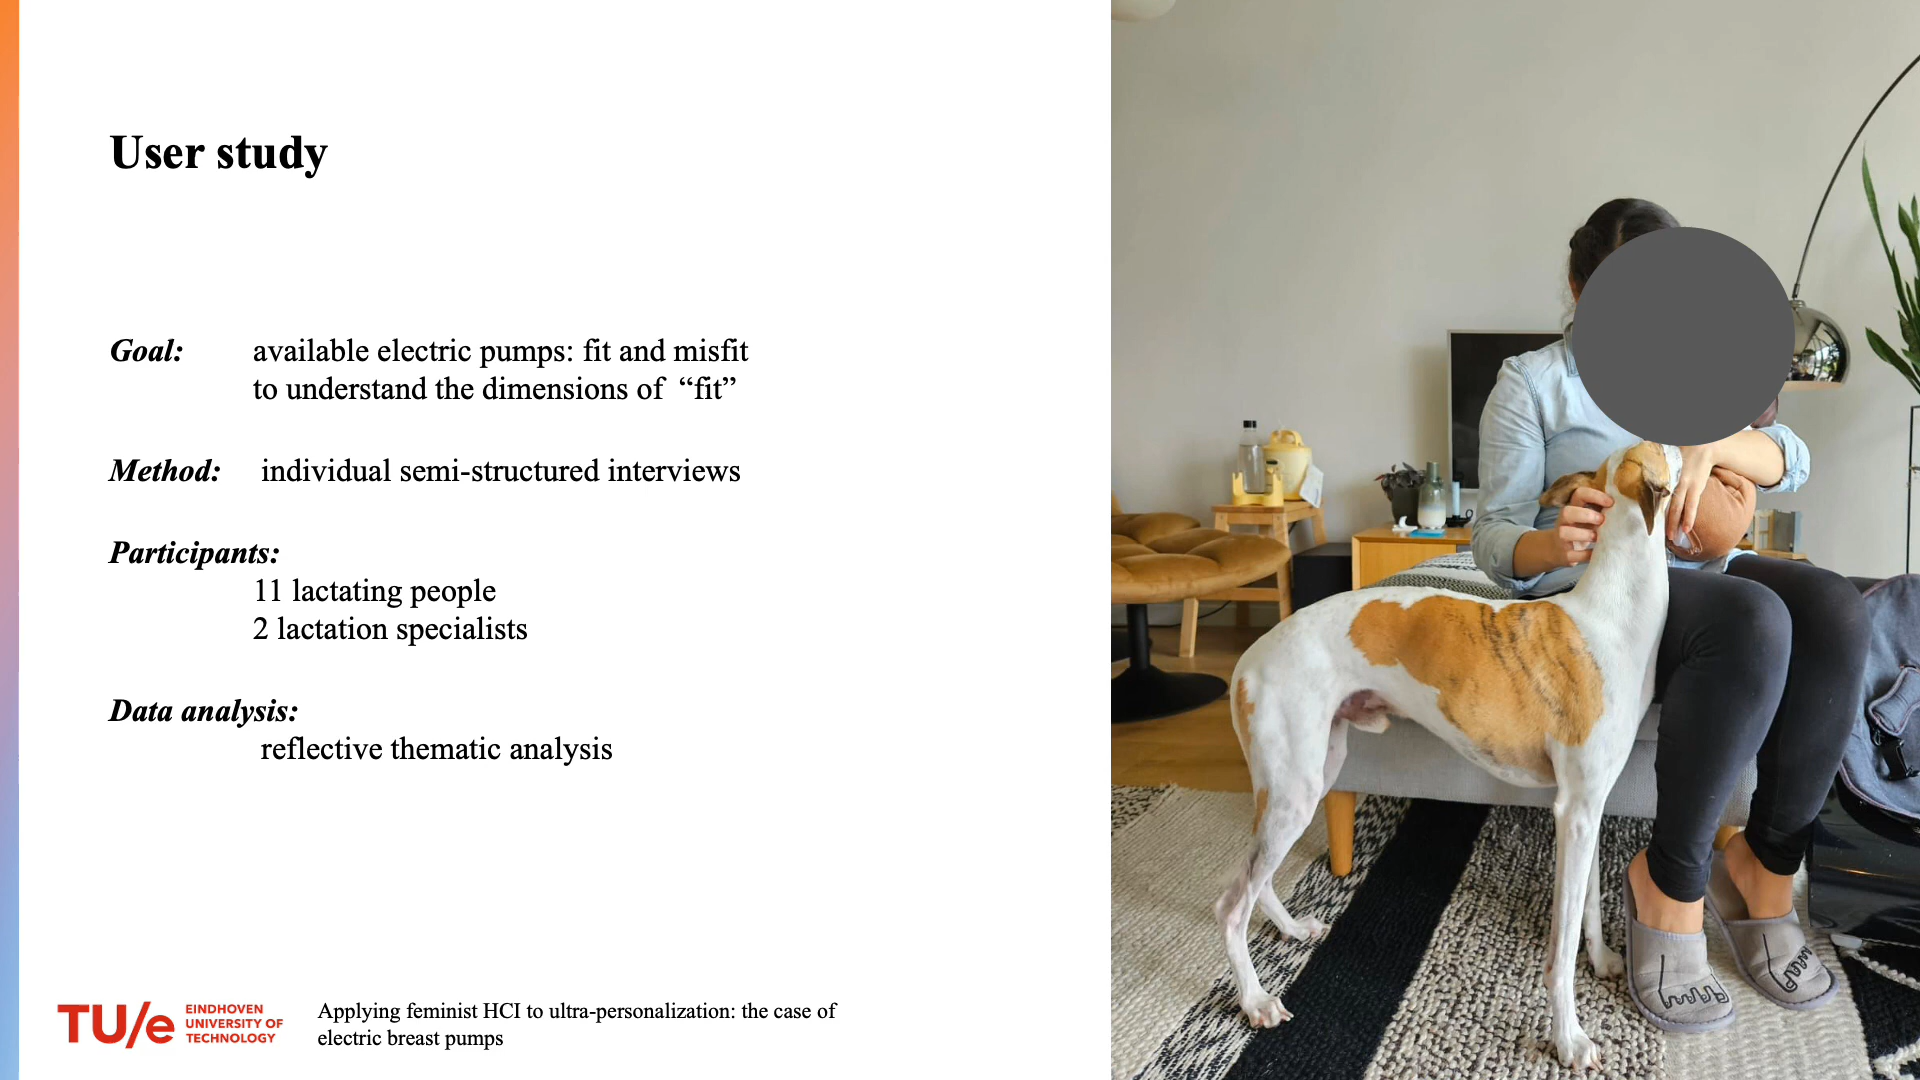 User study
Goal: available electric pumps: fit and misfit
to understand the dimensions of “fit”
Method: individual semi-structured interviews
Participants:
11 lactating people
2 lactation specialists
Data analysis:
reflective thematic analysis
TU/e EINDHOVEN
UNIVERSITY OF
TECHNOLOGY
Applying feminist HCI to ultra-personalization: the case of
electric breast pumps